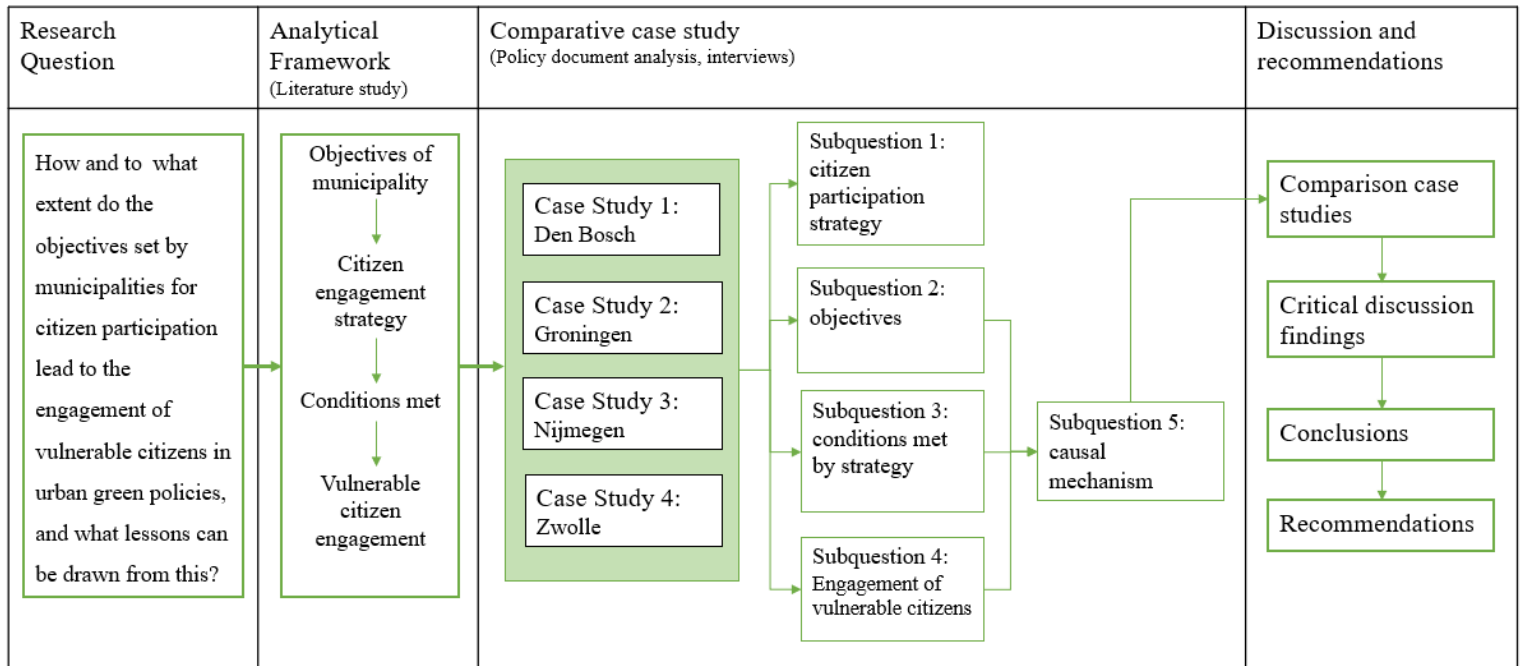 Research
Question
Analytical
Framework
(Literature study)
Comparative case study
(Policy document analysis, interviews)
Discussion and
recommendations
How and to what
extent do the
objectives set by
municipalities for
citizen participation
lead to the
engagement of
vulnerable citizens in
urban green policies,
and what lessons can
be drawn from this?
Objectives of
municipality
Citizen
engagement
strategy
Conditions met
Vulnerable
citizen
engagement
Case Study 1:
Den Bosch
Case Study 2:
Groningen
Case Study 3:
Nijmegen
Case Study 4:
Zwolle
Subquestion 1:
citizen
participation
strategy
Subquestion 2:
objectives
Subquestion 3:
conditions met
by strategy
Subquestion 4:
Engagement of
vulnerable citizens
Subquestion 5:
causal
mechanism
Comparison case
studies
Critical discussion
findings
Conclusions
Recommendations